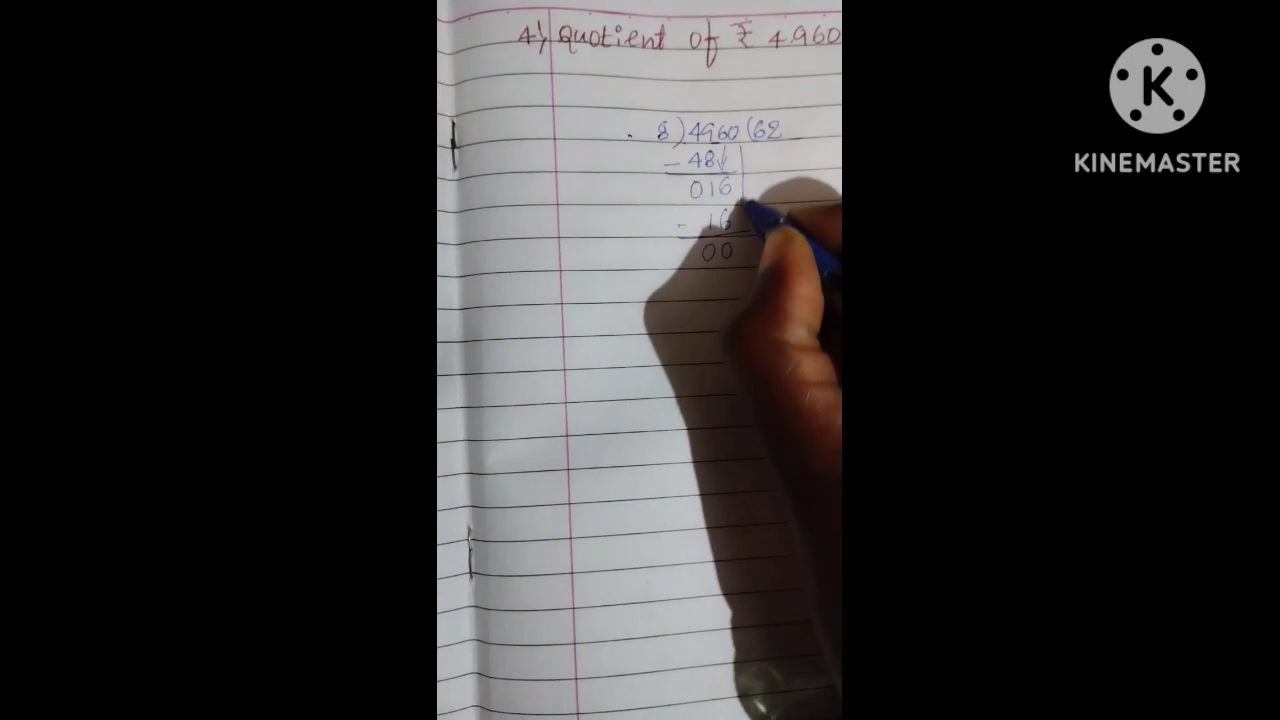 4) Quotient of ₹ 4960
8 ) 4960 ( 62
- 48
016
- 16
00
K
KINEMASTER